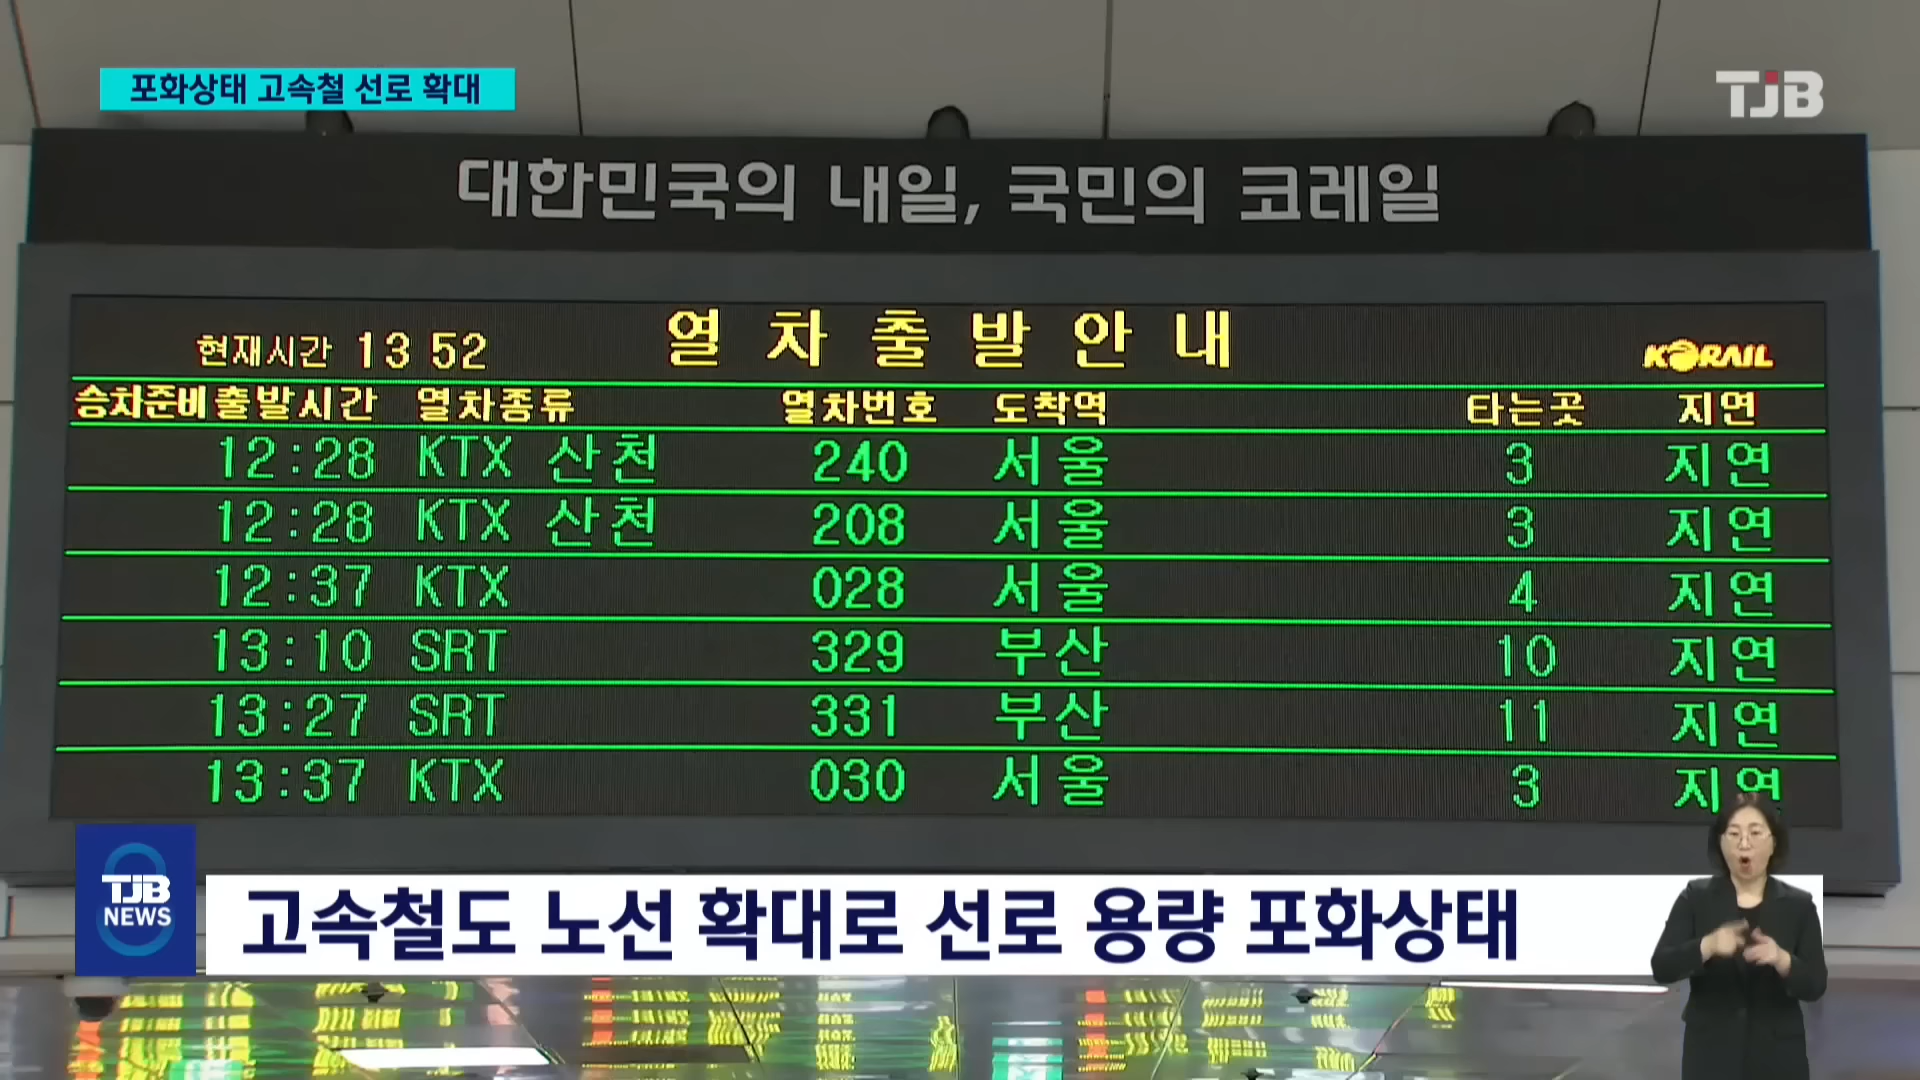 포화상태 고속철 선로 확대
TJB
대한민국의 내일, 국민의 코레일
현재시간 13 52 열차출발안내 KORAIL
승차준비 출발시간 열차종류 열차번호 도착역 타는곳 지연
12:28 KTX 산천 240 서울 3 지연
12:28 KTX 산천 208 서울 3 지연
12:37 KTX 028 서울 4 지연
13:10 SRT 329 부산 10 지연
13:27 SRT 331 부산 11 지연
13:37 KTX 030 서울 3 지연
TJB
NEWS
고속철도 노선 확대로 선로 용량 포화상태